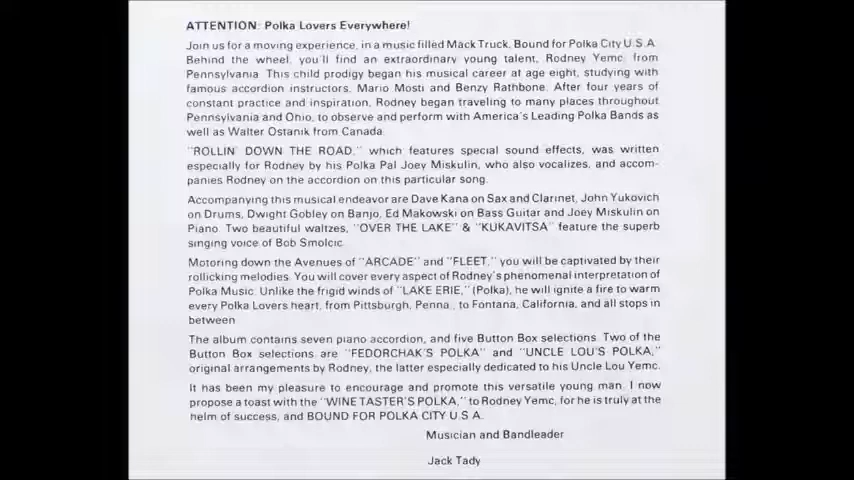 ATTENTION: Polka Lovers Everywhere!
Join us for a moving experience, in a music filled Mack Truck, Bound for Polka City U.S.A.
Behind the wheel, you'll find an extraordinary young talent, Rodney Yemc, from
Pennsylvania. This child prodigy began his musical career at age eight, studying with
famous accordion instructors, Mario Mosti and Benzy Rathbone. After four years of
constant practice and inspiration, Rodney began traveling to many places throughout
Pennsylvania and Ohio, to observe and perform with America's Leading Polka Bands as
well as Walter Ostanik from Canada.
"ROLLIN' DOWN THE ROAD," which features special sound effects, was written
especially for Rodney by his Polka Pal Joey Miskulin, who also vocalizes, and accom-
panies Rodney on the accordion on this particular song.
Accompanying this musical endeavor are Dave Kana on Sax and Clarinet, John Yukovich
on Drums, Dwight Gobley on Banjo, Ed Makowski on Bass Guitar and Joey Miskulin on
Piano. Two beautiful waltzes, "OVER THE LAKE" & "KUKAVITSA" feature the superb
singing voice of Bob Smolcic.
Motoring down the Avenues of "ARCADE" and "FLEET," you will be captivated by their
rollicking melodies. You will cover every aspect of Rodney's phenomenal interpretation of
Polka Music. Unlike the frigid winds of "LAKE ERIE," (Polka), he will ignite a fire to warm
every Polka Lovers heart, from Pittsburgh, Penna., to Fontana, California, and all stops in
between.
The album contains seven piano accordion, and five Button Box selections. Two of the
Button Box selections are "FEDORCHAK'S POLKA" and "UNCLE LOU'S POLKA,"
original arrangements by Rodney, the latter especially dedicated to his Uncle Lou Yemc.
It has been my pleasure to encourage and promote this versatile young man. I now
propose a toast with the "WINE TASTER'S POLKA," to Rodney Yemc, for he is truly at the
helm of success, and BOUND FOR POLKA CITY U.S.A.
Musician and Bandleader
Jack Tady